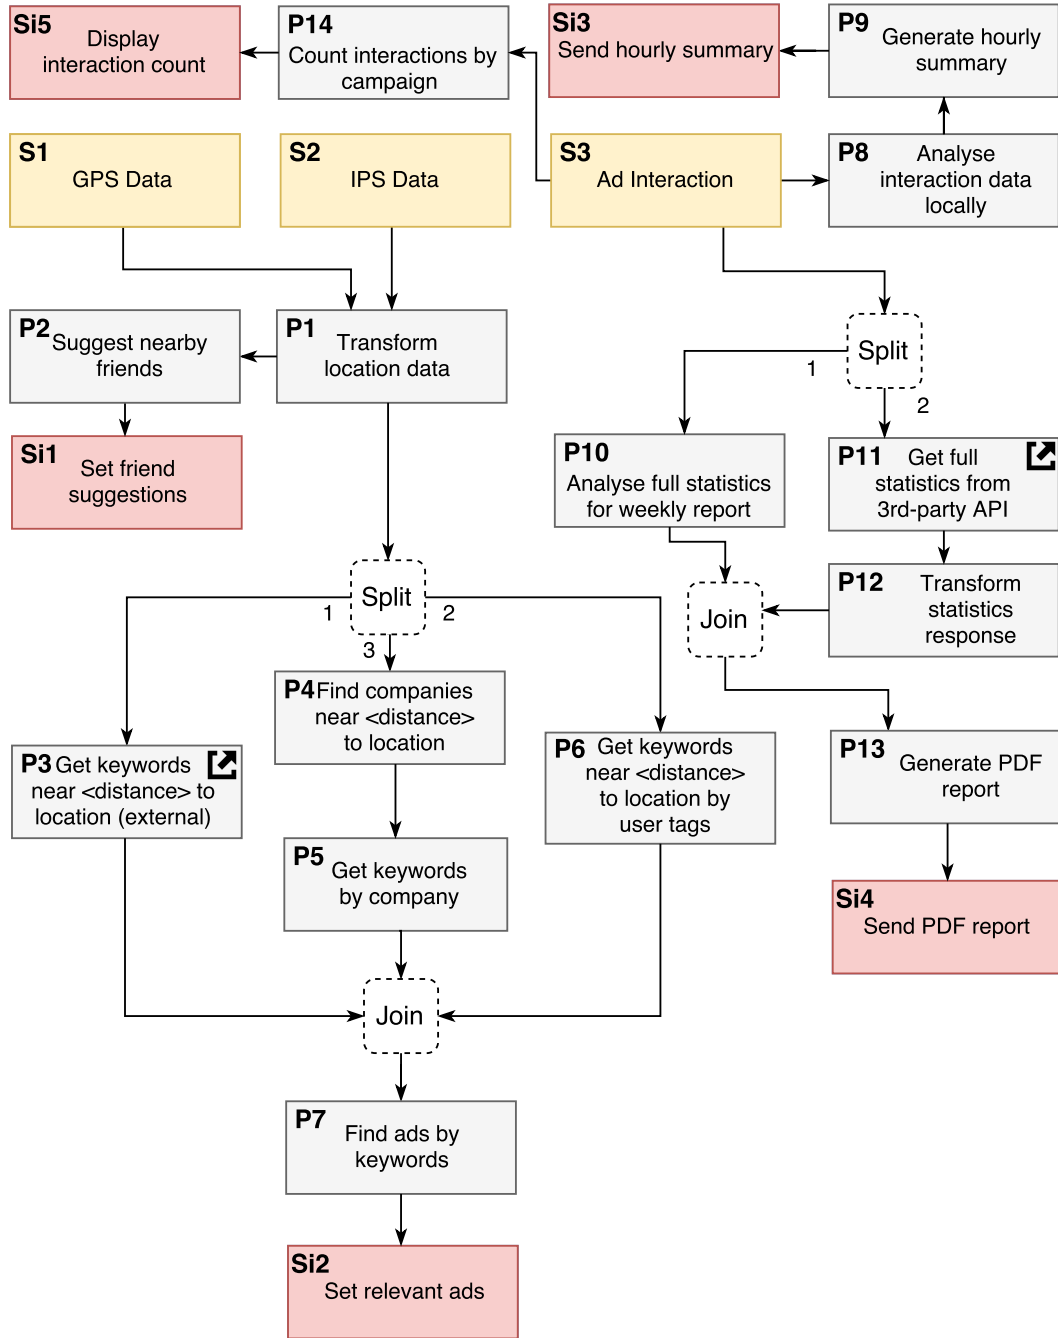 Si5
Display
interaction count
P14
Count interactions by
campaign
Si3
Send hourly summary
P9
Generate hourly
summary
S1
GPS Data
S2
IPS Data
S3
Ad Interaction
P8
Analyse
interaction data
locally
P2
Suggest nearby
friends
P1
Transform
location data
Split
1
2
Si1
Set friend
suggestions
P10
Analyse full statistics
for weekly report
P11
Get full
statistics from
3rd-party API
P12
Transform
statistics
response
Join
Split
1
2
3
P3
Get keywords
near <distance> to
location (external)
P4
Find companies
near <distance>
to location
P6
Get keywords
near <distance>
to location by
user tags
P13
Generate PDF
report
P5
Get keywords
by company
Si4
Send PDF report
Join
P7
Find ads by
keywords
Si2
Set relevant ads